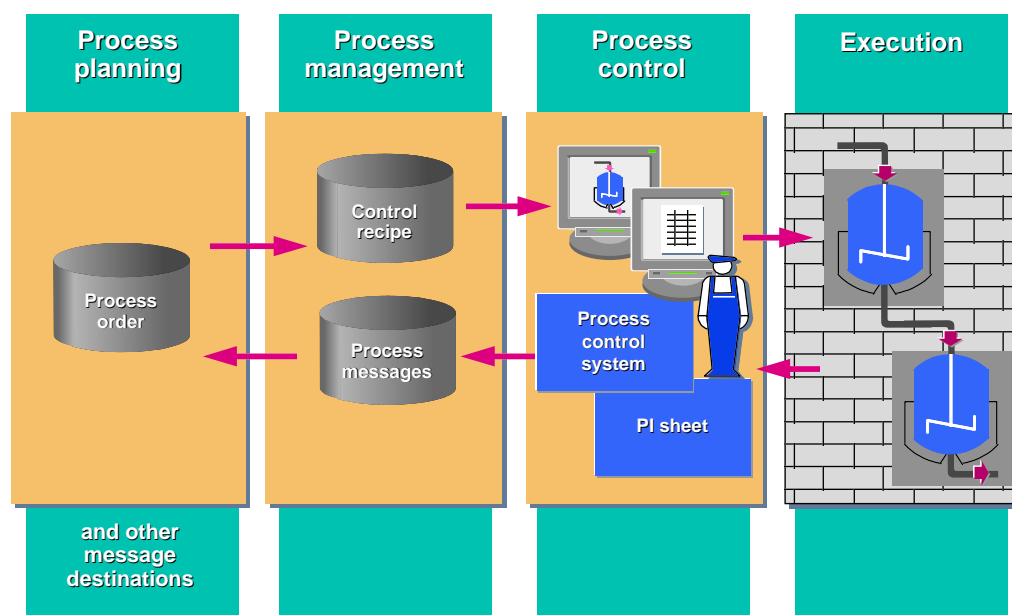 Process
planning
Process
management
Process
control
Execution
Process
order
Control
recipe
Process
messages
Process
control
system
PI sheet
and other
message
destinations